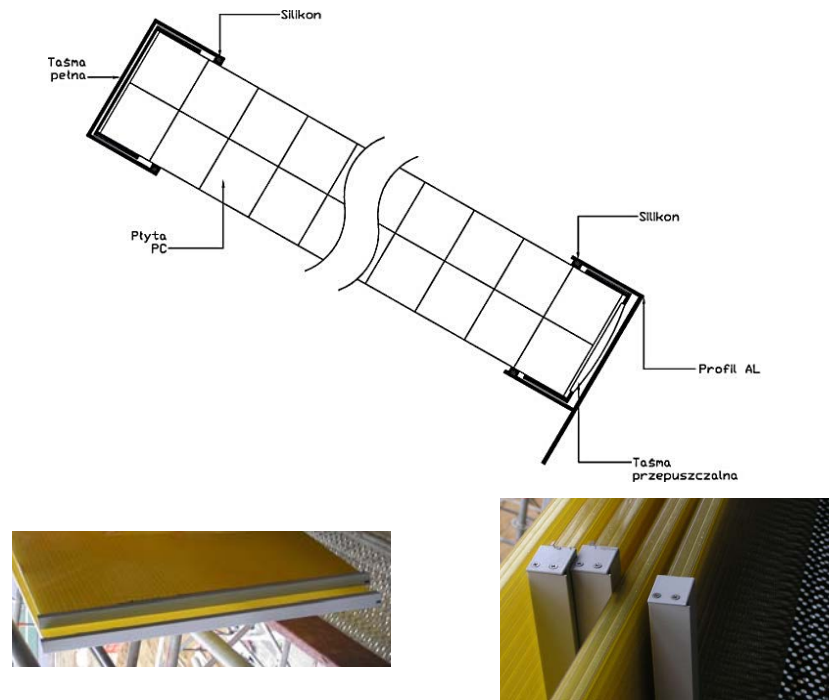 Silikon
Taśma
pełna
Płyta
PC
Silikon
Profil AL
Taśma
przepuszczalna